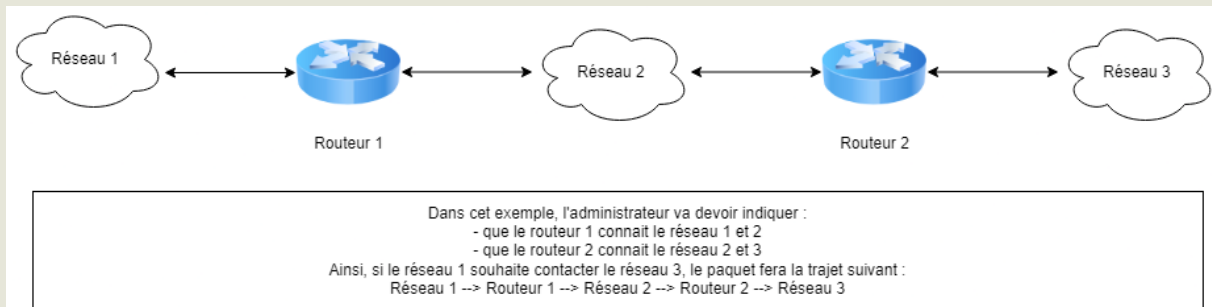 Réseau 1
Réseau 2
Réseau 3
Routeur 1
Routeur 2
Dans cet exemple, l'administrateur va devoir indiquer :
- que le routeur 1 connait le réseau 1 et 2
- que le routeur 2 connait le réseau 2 et 3
Ainsi, si le réseau 1 souhaite contacter le réseau 3, le paquet fera la trajet suivant :
Réseau 1 --> Routeur 1 --> Réseau 2 --> Routeur 2 --> Réseau 3